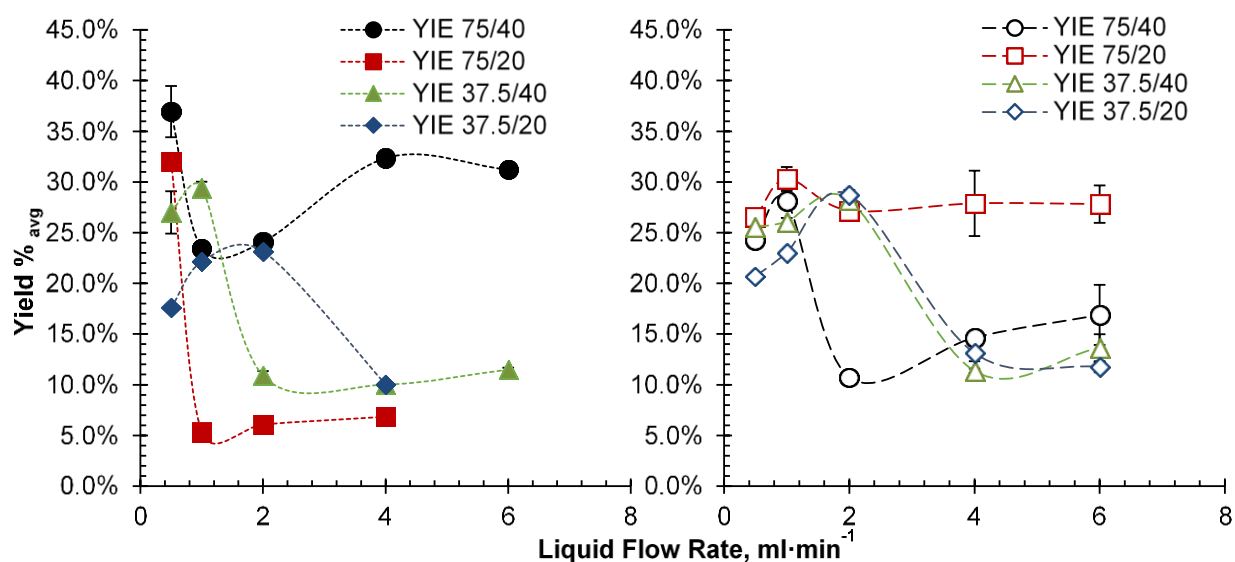 45.0%
40.0%
35.0%
30.0%
25.0%
20.0%
15.0%
10.0%
5.0%
0.0%
Yield % avg
0 2 4 6 8
YIE 75/40
YIE 75/20
YIE 37.5/40
YIE 37.5/20
45.0%
40.0%
35.0%
30.0%
25.0%
20.0%
15.0%
10.0%
5.0%
0.0%
0 2 4 6 8
YIE 75/40
YIE 75/20
YIE 37.5/40
YIE 37.5/20
Liquid Flow Rate, ml·min⁻¹